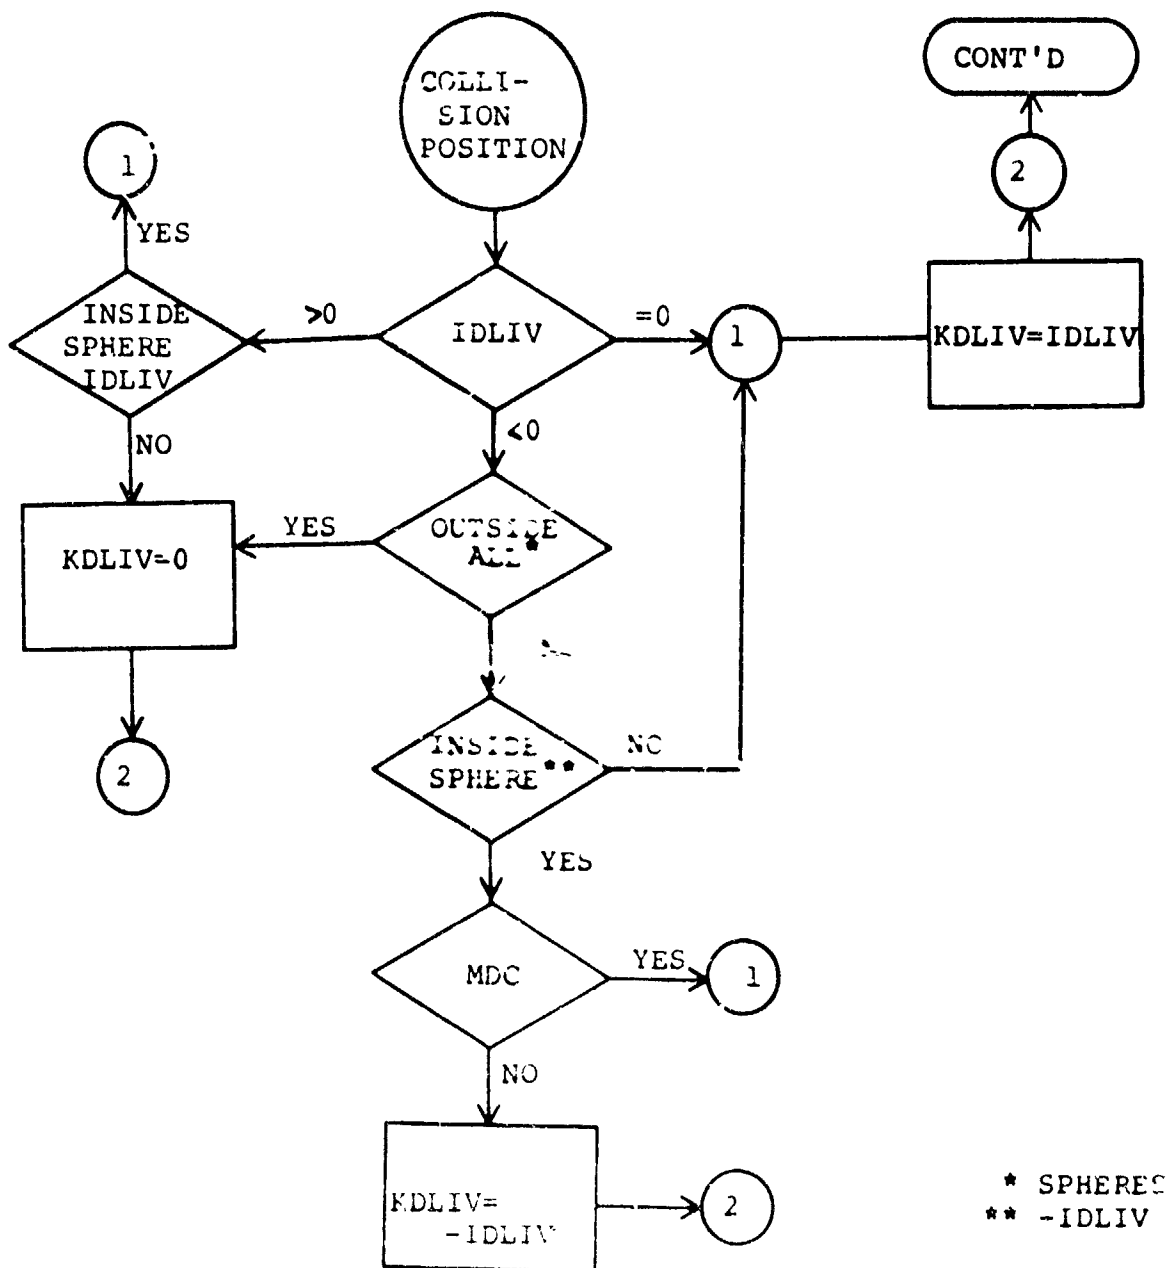 COLLI-
SION
POSITION
CONT'D
1
2
YES
INSIDE
SPHERE
IDLIV
>0
IDLIV
=0
1
KDLIV=IDLIV
NO
<0
KDLIV=0
YES
OUTSIDE
ALL*
2
INSIDE
SPHERE**
NO
YES
MDC
YES
1
NO
KDLIV=
-IDLIV
2
* SPHERES
** -IDLIV